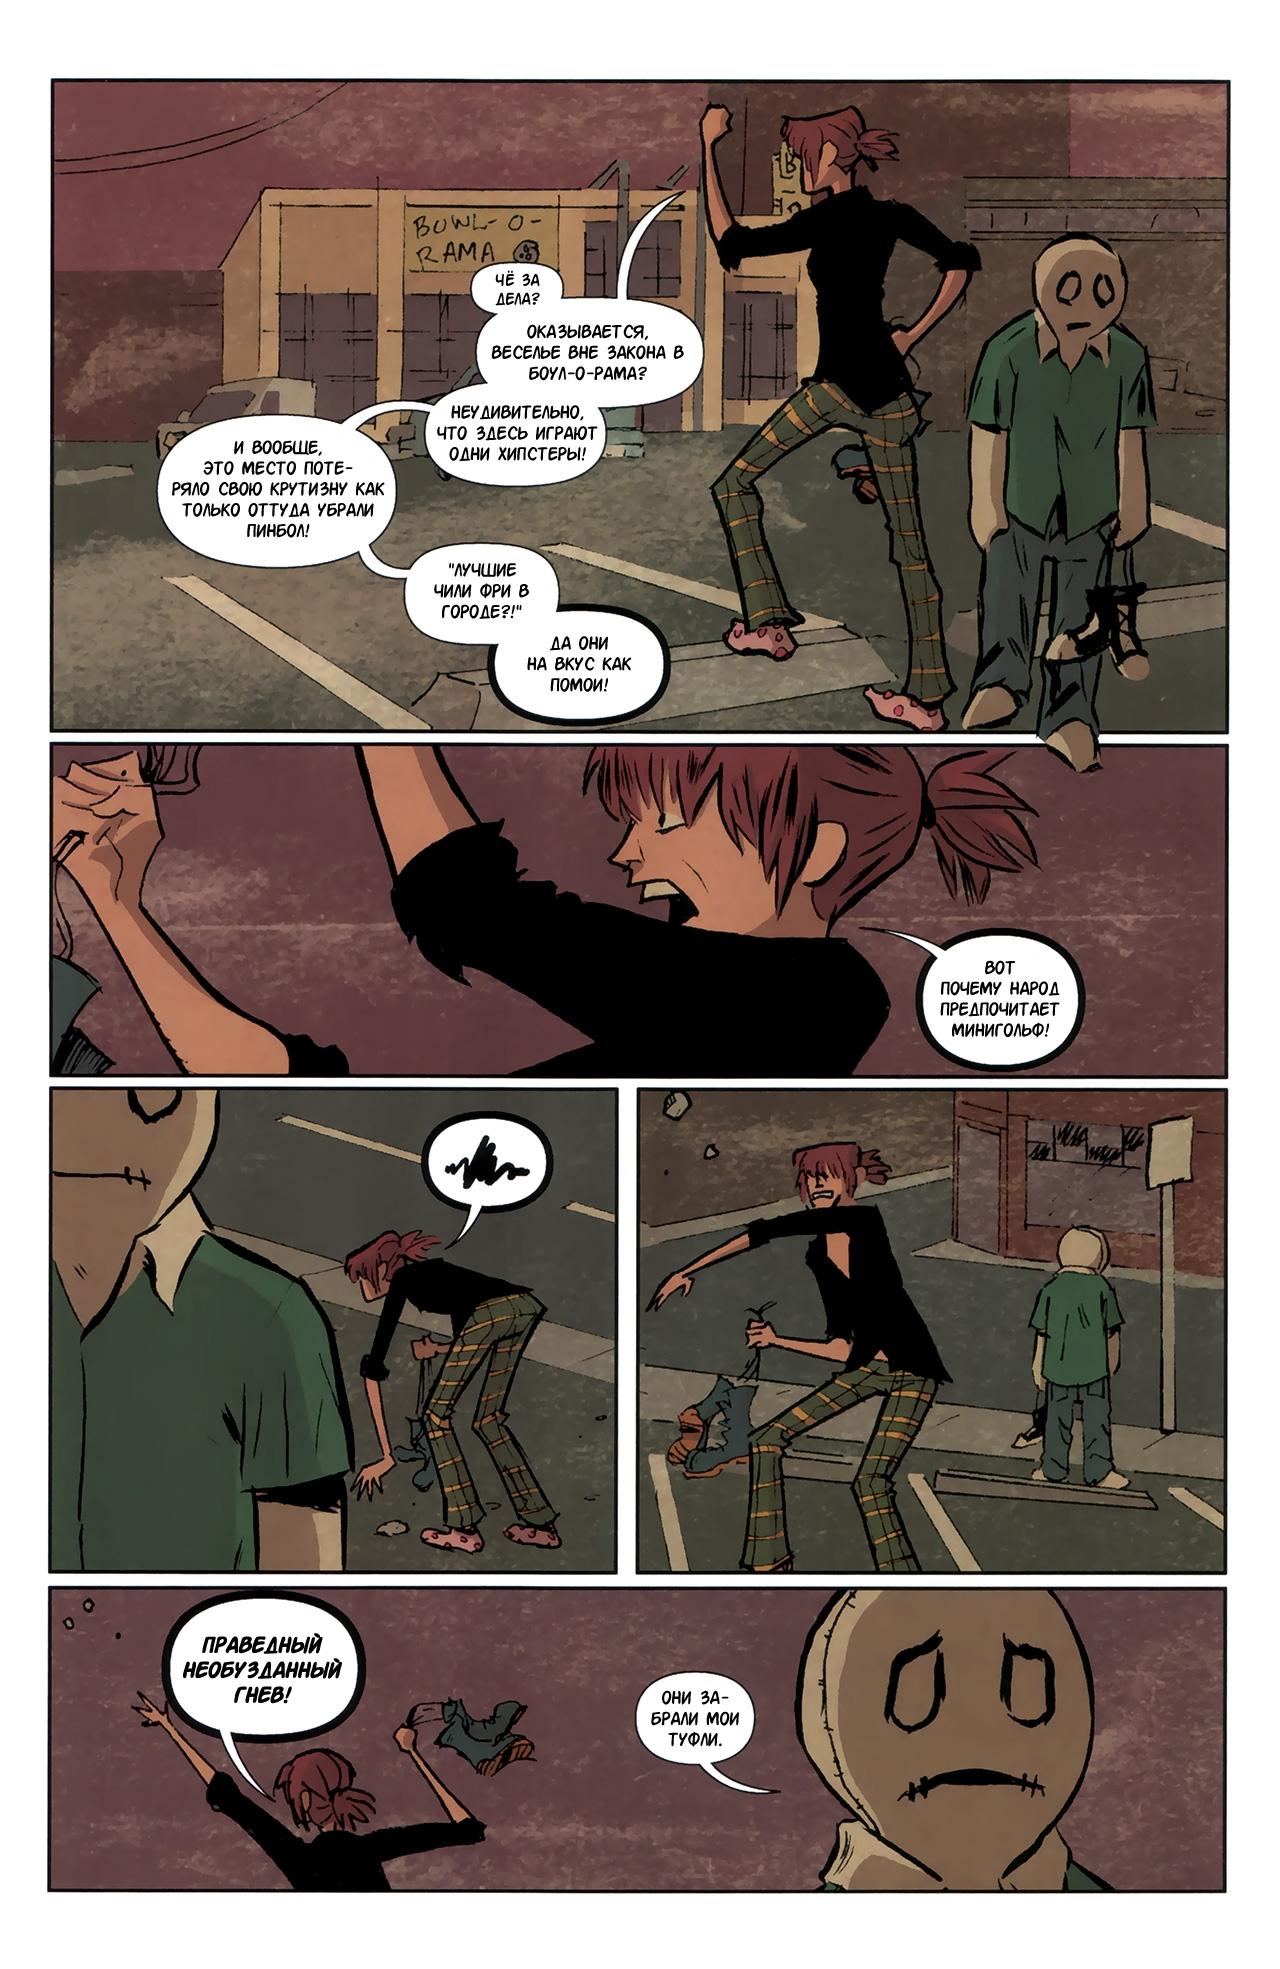 BOWL-O-
RAMA
ЧЁ ЗА
ДЕЛА?
ОКАЗЫВАЕТСЯ,
ВЕСЕЛЬЕ ВНЕ ЗАКОНА В
БОУЛ-О-РАМА?
НЕУДИВИТЕЛЬНО,
ЧТО ЗДЕСЬ ИГРАЮТ
ОДНИ ХИПСТЕРЫ!
И ВООБЩЕ,
ЭТО МЕСТО ПОТЕ-
РЯЛО СВОЮ КРУТИЗНУ КАК
ТОЛЬКО ОТТУДА УБРАЛИ
ПИНБОЛ!
"ЛУЧШИЕ
ЧИЛИ ФРИ В
ГОРОДЕ?!"
ДА ОНИ
НА ВКУС КАК
ПОМОИ!
ВОТ
ПОЧЕМУ НАРОД
ПРЕДПОЧИТАЕТ
МИНИГОЛЬФ!
ПРАВЕДНЫЙ
НЕОБУЗДАННЫЙ
ГНЕВ!
ОНИ ЗА-
БРАЛИ МОИ
ТУФЛИ.